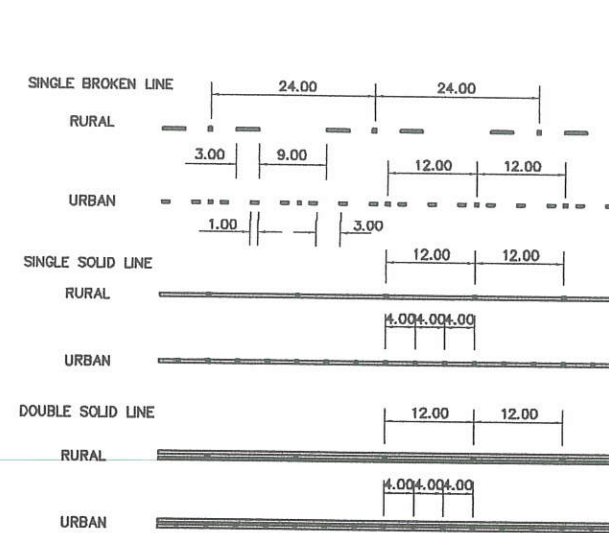 SINGLE BROKEN LINE
24.00 24.00
RURAL
3.00 9.00
12.00 12.00
URBAN
1.00 3.00
SINGLE SOLID LINE
12.00 12.00
RURAL
4.00 4.00 4.00
URBAN
DOUBLE SOLID LINE
12.00 12.00
RURAL
4.00 4.00 4.00
URBAN